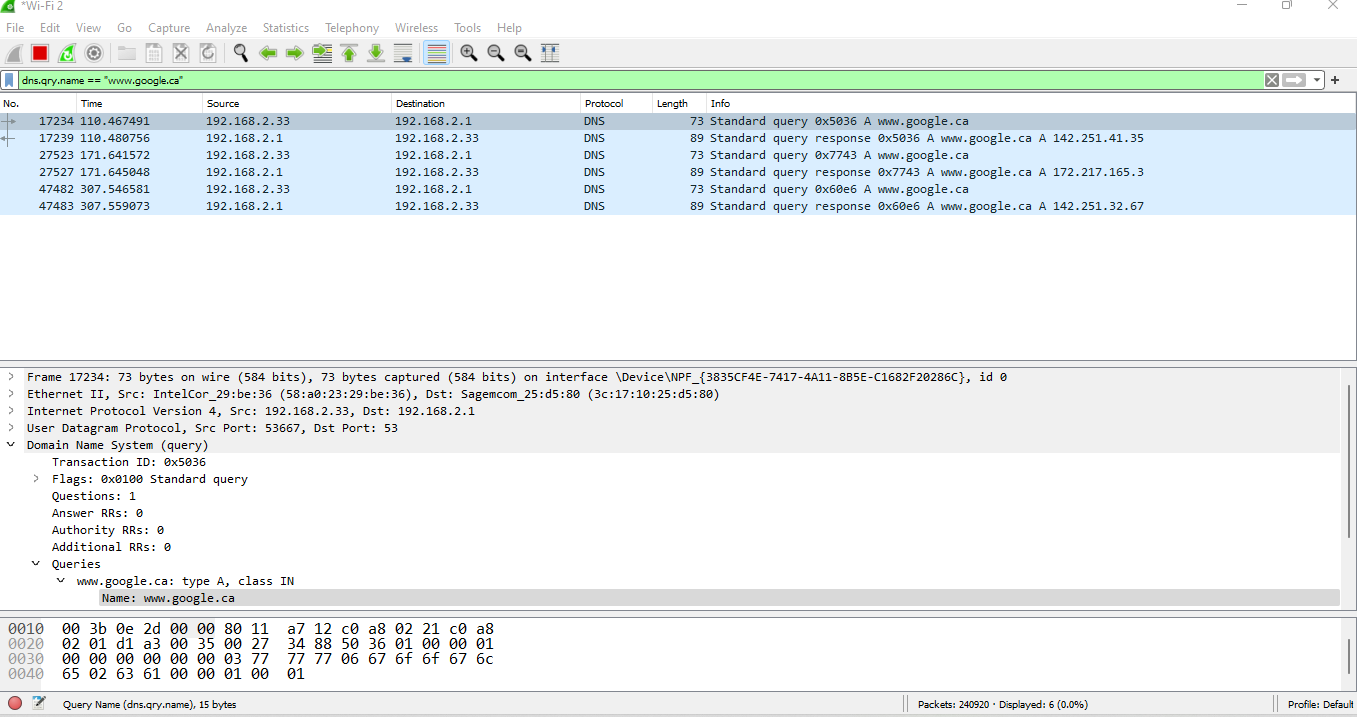 *Wi-Fi 2
File Edit View Go Capture Analyze Statistics Telephony Wireless Tools Help
dns.qry.name == "www.google.ca"
No. Time Source Destination Protocol Length Info
17234 110.467491 192.168.2.33 192.168.2.1 DNS 73 Standard query 0x5036 A www.google.ca
17239 110.480756 192.168.2.1 192.168.2.33 DNS 89 Standard query response 0x5036 A www.google.ca A 142.251.41.35
27523 171.641572 192.168.2.33 192.168.2.1 DNS 73 Standard query 0x7743 A www.google.ca
27527 171.645048 192.168.2.1 192.168.2.33 DNS 89 Standard query response 0x7743 A www.google.ca A 172.217.165.3
47482 307.546581 192.168.2.33 192.168.2.1 DNS 73 Standard query 0x60e6 A www.google.ca
47483 307.559073 192.168.2.1 192.168.2.33 DNS 89 Standard query response 0x60e6 A www.google.ca A 142.251.32.67
Frame 17234: 73 bytes on wire (584 bits), 73 bytes captured (584 bits) on interface \Device\NPF_{3835CF4E-7417-4A11-8B5E-C1682F20286C}, id 0
Ethernet II, Src: IntelCor_29:be:36 (58:a0:23:29:be:36), Dst: Sagemcom_25:d5:80 (3c:17:10:25:d5:80)
Internet Protocol Version 4, Src: 192.168.2.33, Dst: 192.168.2.1
User Datagram Protocol, Src Port: 53667, Dst Port: 53
Domain Name System (query)
Transaction ID: 0x5036
Flags: 0x0100 Standard query
Questions: 1
Answer RRs: 0
Authority RRs: 0
Additional RRs: 0
Queries
www.google.ca: type A, class IN
Name: www.google.ca
0010 00 3b 0e 2d 00 00 80 11 a7 12 c0 a8 02 21 c0 a8
0020 02 01 d1 a3 00 35 00 27 34 88 50 36 01 00 00 01
0030 00 00 00 00 00 00 03 77 77 77 06 67 6f 6f 67 6c
0040 65 02 63 61 00 00 01 00 01
Query Name (dns.qry.name), 15 bytes Packets: 240920 · Displayed: 6 (0.0%) Profile: Default